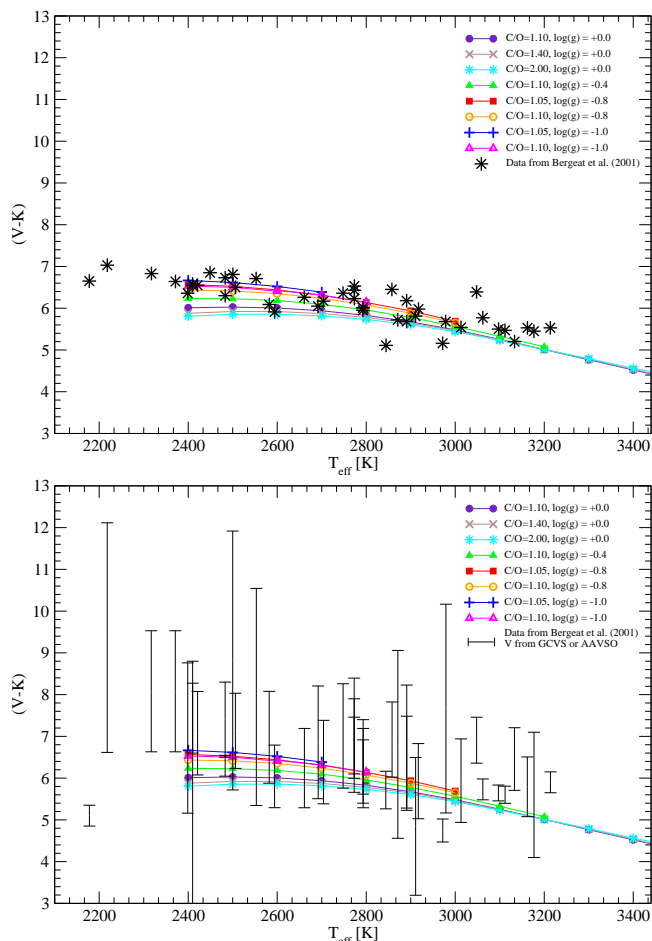 13
12
11
10
9
8
7
6
5
4
3
(V-K)
C/O=1.10, log(g) = +0.0
C/O=1.40, log(g) = +0.0
C/O=2.00, log(g) = +0.0
C/O=1.10, log(g) = -0.4
C/O=1.05, log(g) = -0.8
C/O=1.10, log(g) = -0.8
C/O=1.05, log(g) = -1.0
C/O=1.10, log(g) = -1.0
Data from Bergeat et al. (2001)
2200 2400 2600 2800 3000 3200 3400
T_eff [K]
13
12
11
10
9
8
7
6
5
4
3
(V-K)
C/O=1.10, log(g) = +0.0
C/O=1.40, log(g) = +0.0
C/O=2.00, log(g) = +0.0
C/O=1.10, log(g) = -0.4
C/O=1.05, log(g) = -0.8
C/O=1.10, log(g) = -0.8
C/O=1.05, log(g) = -1.0
C/O=1.10, log(g) = -1.0
Data from Bergeat et al. (2001)
V from GCVS or AAVSO
2200 2400 2600 2800 3000 3200 3400
T_eff [K]